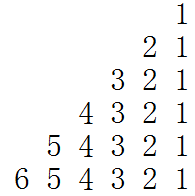 1
2 1
3 2 1
4 3 2 1
5 4 3 2 1
6 5 4 3 2 1